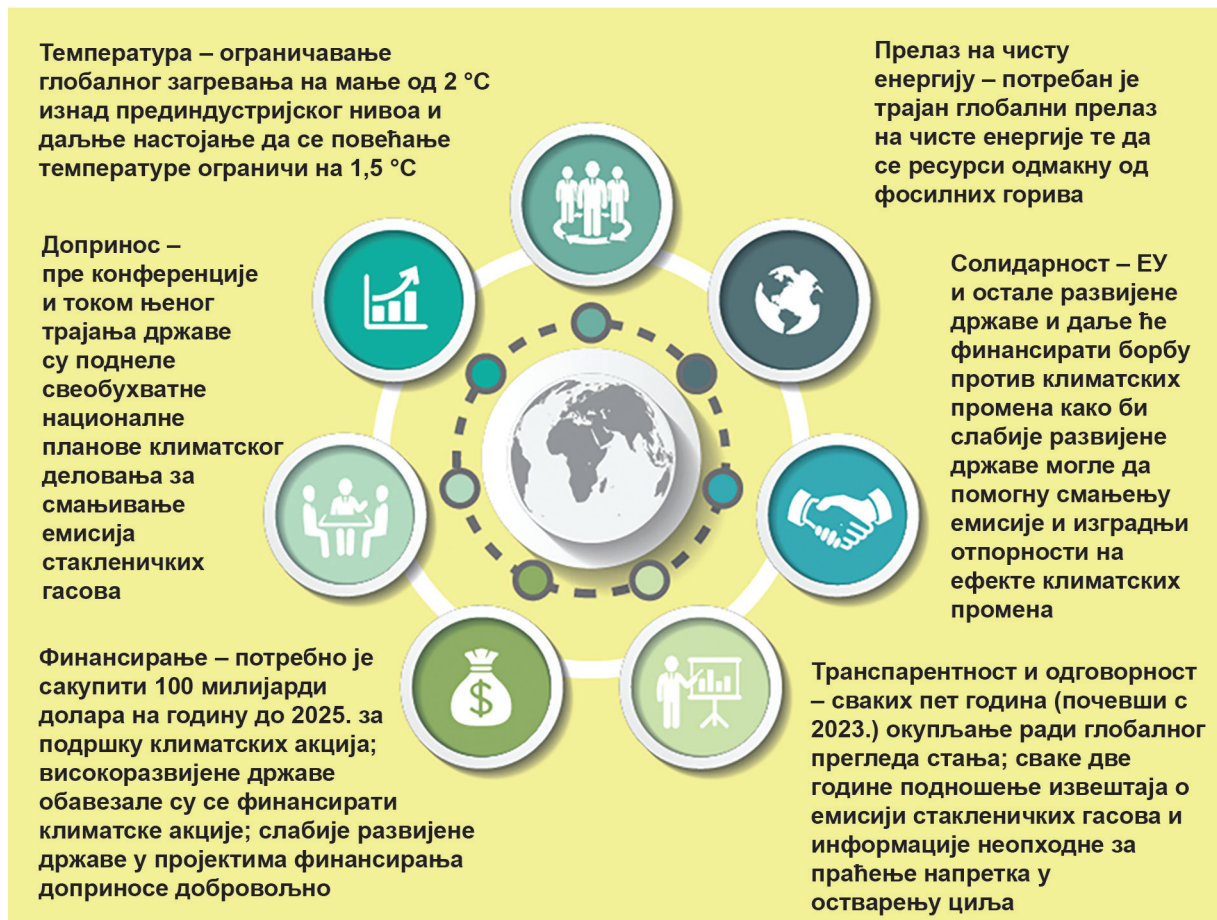 Температура – ограничавање
глобалног загревања на мање од 2 °C
изнад прединдустријског нивоа и
даљње настојање да се повећање
температуре ограничи на 1,5 °C
Прелаз на чисту
енергију – потребан је
трајан глобални прелаз
на чисте енергије те да
се ресурси одмакну од
фосилних горива
Допринос –
пре конференције
и током њеног
трајања државе
су поднеле
свеобухватне
националне
планове климатског
деловања за
смањивање
емисија
стакленичких
гасова
Солидарност – ЕУ
и остале развијене
државе и даље ће
финансирати борбу
против климатских
промена како би
слабије развијене
државе могле да
помогну смањењу
емисије и изградњи
отпорности на
ефекте климатских
промена
Финансирање – потребно је
сакупити 100 милијарди
долара на годину до 2025. за
подршку климатских акција;
високоразвијене државе
обавезале су се финансирати
климатске акције; слабије развијене
државе у пројектима финансирања
доприносе добровољно
$
Транспарентност и одговорност
– сваких пет година (почевши с
2023.) окупљање ради глобалног
прегледа стања; сваке две
године подношење извештаја о
емисији стакленичких гасова и
информације неопходне за
праћење напретка у
остварењу циља